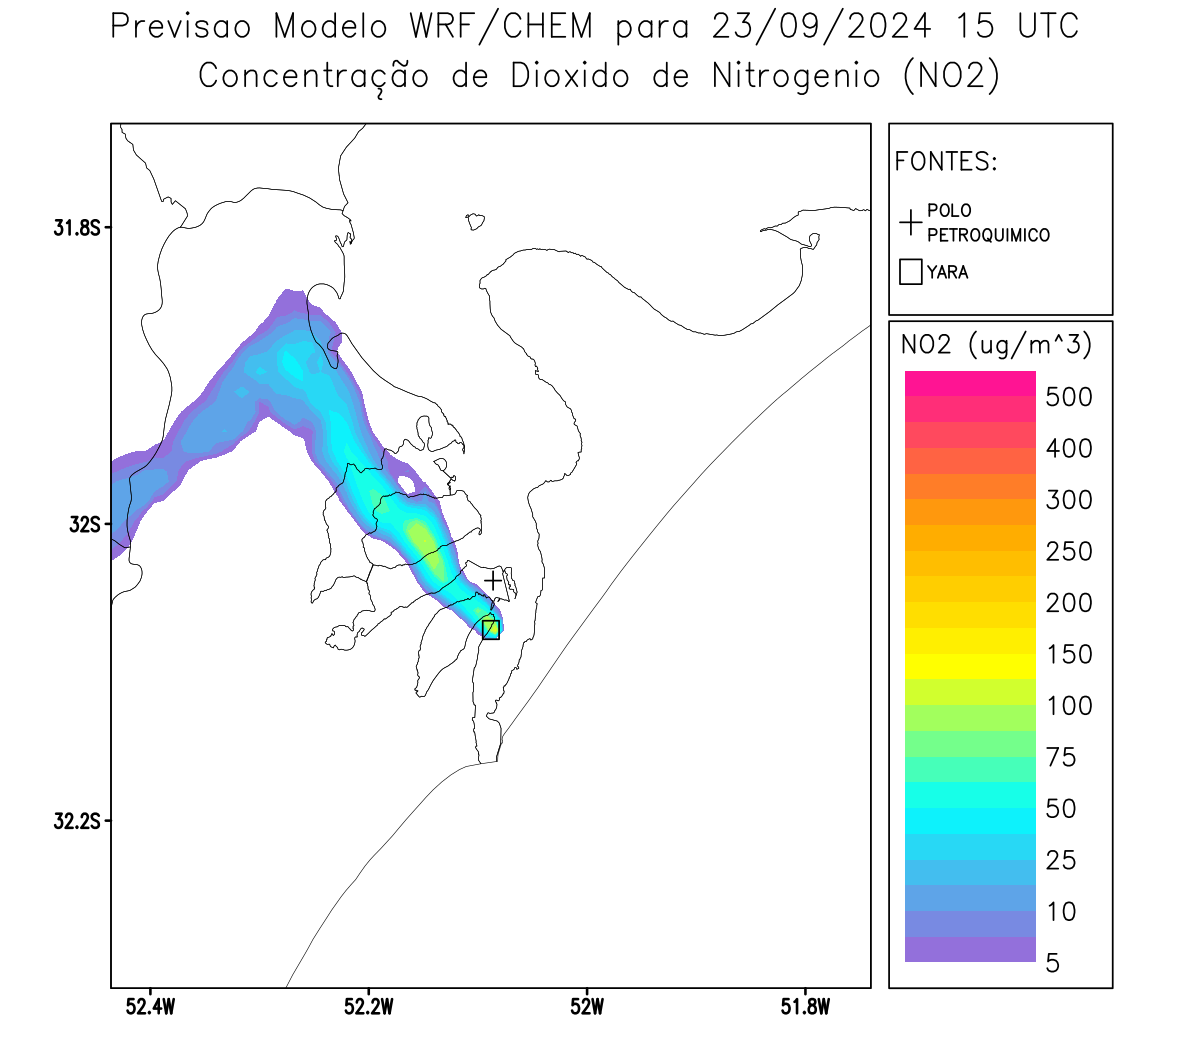 Previsao Modelo WRF/CHEM para 23/09/2024 15 UTC
Concentração de Dioxido de Nitrogenio (NO2)
FONTES:
POLO
PETROQUIMICO
YARA
31.8S
32S
32.2S
52.4W
52.2W
52W
51.8W
NO2 (ug/m^3)
500
400
300
250
200
150
100
75
50
25
10
5